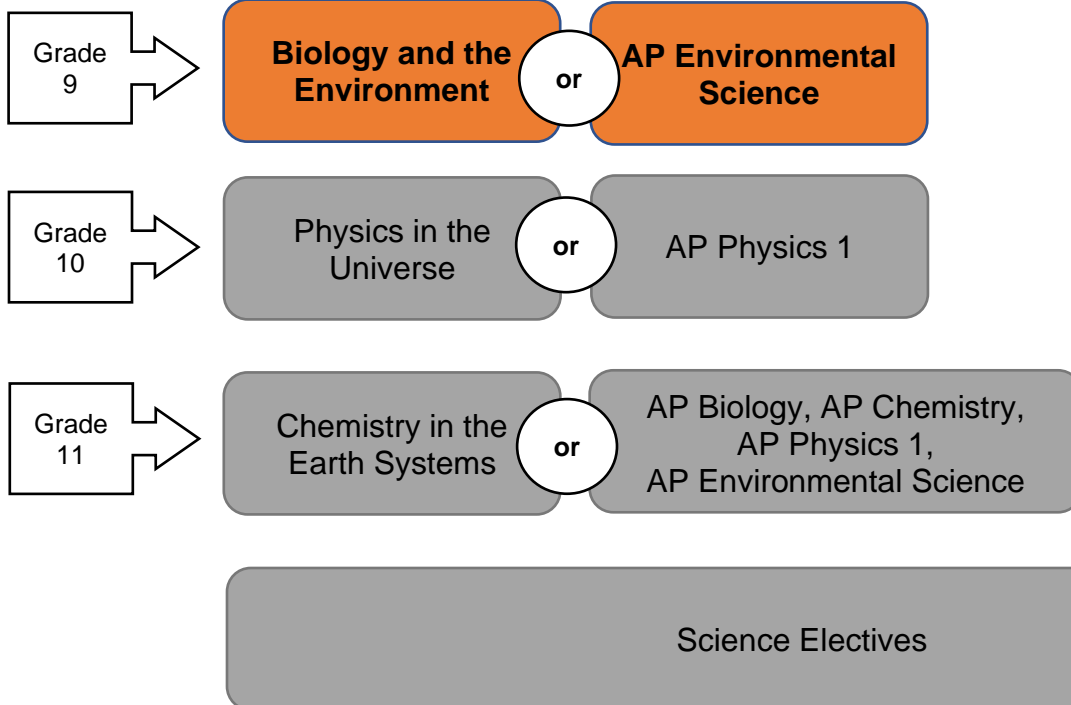 Grade
9
Biology and the
Environment
or
AP Environmental
Science
Grade
10
Physics in the
Universe
or
AP Physics 1
Grade
11
Chemistry in the
Earth Systems
or
AP Biology, AP Chemistry,
AP Physics 1,
AP Environmental Science
Science Electives